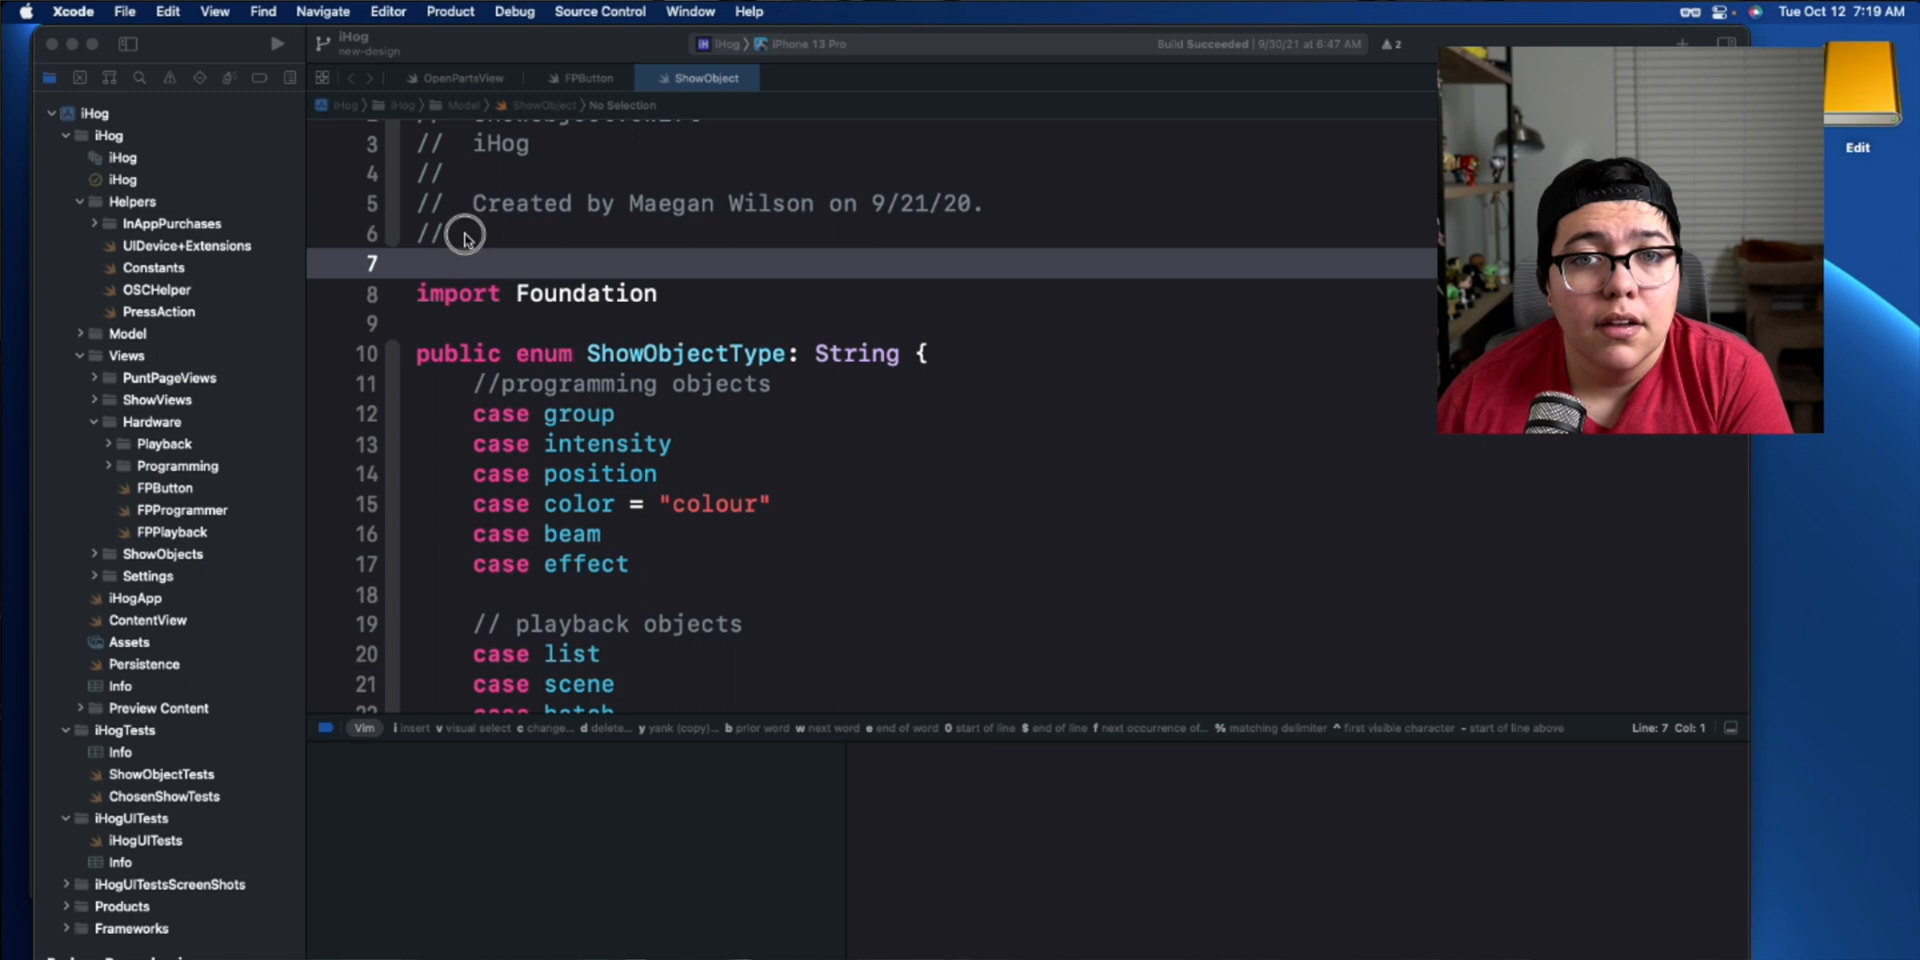 Xcode File Edit View Find Navigate Editor Product Debug Source Control Window Help Tue Oct 12 7:19 AM
iHog
new-design
iHog iPhone 13 Pro Build Succeeded | 9/30/21 at 6:47 AM 2
OpenPartsView FPButton ShowObject
iHog iHog Model ShowObject No Selection
iHog
iHog
iHog
iHog
Helpers
InAppPurchases
UIDevice+Extensions
Constants
OSCHelper
PressAction
Model
Views
PuntPageViews
ShowViews
Hardware
Playback
Programming
FPButton
FPProgrammer
FPPlayback
ShowObjects
Settings
iHogApp
ContentView
Assets
Persistence
Info
Preview Content
iHogTests
Info
ShowObjectTests
ChosenShowTests
iHogUITests
iHogUITests
Info
iHogUITestsScreenShots
Products
Frameworks
3 // iHog
4 //
5 // Created by Maegan Wilson on 9/21/20.
6 //
7
8 import Foundation
9
10 public enum ShowObjectType: String {
11 //programming objects
12 case group
13 case intensity
14 case position
15 case color = "colour"
16 case beam
17 case effect
18
19 // playback objects
20 case list
21 case scene
Vim i insert v visual select c change... d delete... y yank (copy)... b prior word w next word e end of word 0 start of line $ end of line f next occurrence of... % matching delimiter ^ first visible character - start of line above Line: 7 Col: 1
Edit